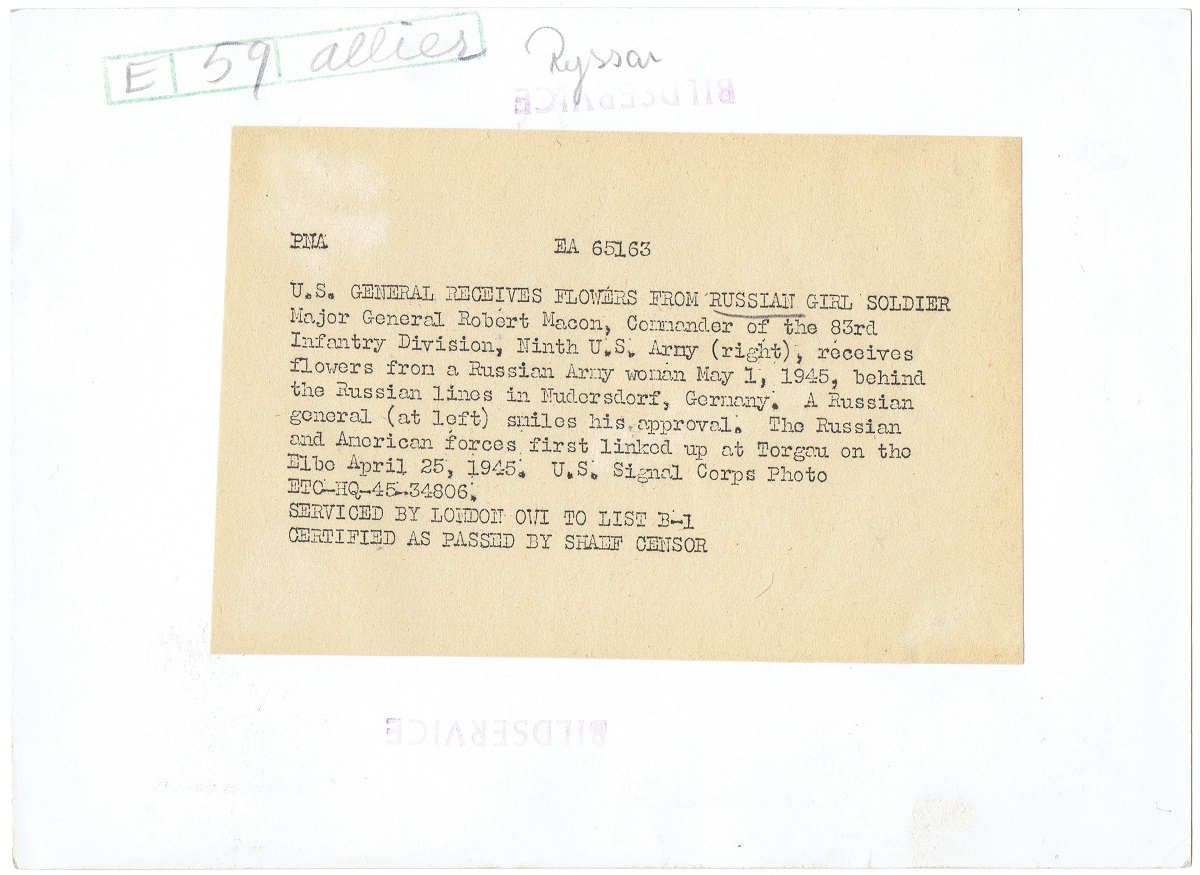 E 59 allier
Ryssar
BILDSERVICE
PNA EA 65163
U.S. GENERAL RECEIVES FLOWERS FROM RUSSIAN GIRL SOLDIER
Major General Robert Macon, Commander of the 83rd
Infantry Division, Ninth U.S. Army (right), receives
flowers from a Russian Army woman May 1, 1945, behind
the Russian lines in Nudersdorf, Germany. A Russian
general (at left) smiles his approval. The Russian
and American forces first linked up at Torgau on the
Elbe April 25, 1945. U.S. Signal Corps Photo
ETO-HQ-45-34806.
SERVICED BY LONDON OWI TO LIST B-1
CERTIFIED AS PASSED BY SHAEF CENSOR
BILDSERVICE